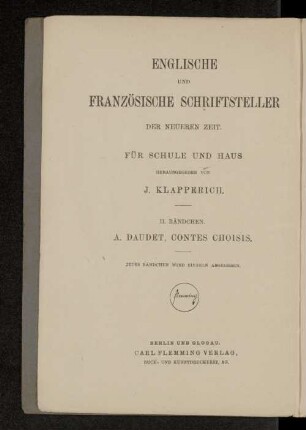 ENGLISCHE
UND
FRANZÖSISCHE SCHRIFTSTELLER
DER NEUEREN ZEIT.
FÜR SCHULE UND HAUS
HERAUSGEGEBEN VON
J. KLAPPERICH.
II. BÄNDCHEN.
A. DAUDET, CONTES CHOISIS.
JEDES BÄNDCHEN WIRD EINZELN ABGEGEBEN.
BERLIN UND GLOGAU:
CARL FLEMMING VERLAG,
BUCH- UND KUNSTDRUCKEREI, AG.